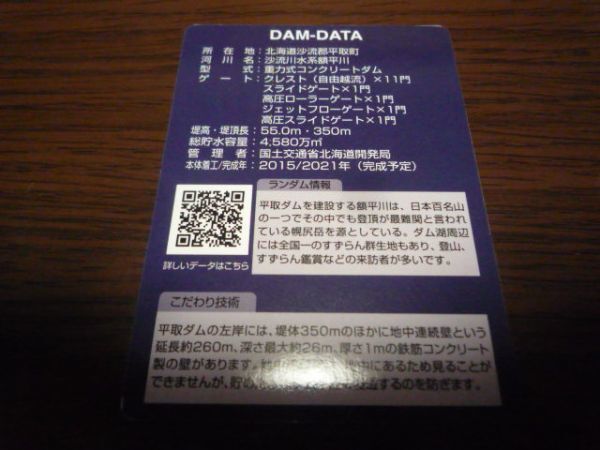 DAM-DATA
所在地：北海道沙流郡平取町
河川名：沙流川水系額平川
型式：重力式コンクリートダム
ゲート：クレスト（自由越流）×11門
スライドゲート×1門
高圧ローラーゲート×1門
ジェットフローゲート×1門
高圧スライドゲート×1門
堤高・堤頂長：55.0m・350m
総貯水容量：4,580万㎥
管理者：国土交通省北海道開発局
本体着工/完成年：2015/2021年（完成予定）
ランダム情報
平取ダムを建設する額平川は、日本百名山
の一つでその中でも登頂が最難関と言われ
ている幌尻岳を源としている。ダム湖周辺
には全国一のすずらん群生地もあり、登山、
すずらん鑑賞などの来訪者が多いです。
詳しいデータはこちら
こだわり技術
平取ダムの左岸には、堤体350mのほかに地中連続壁という
延長約260m、深さ最大約26m、厚さ1mの鉄筋コンクリート
製の壁があります。中にあるため見ること
ができませんが、貯するのを防ぎます。